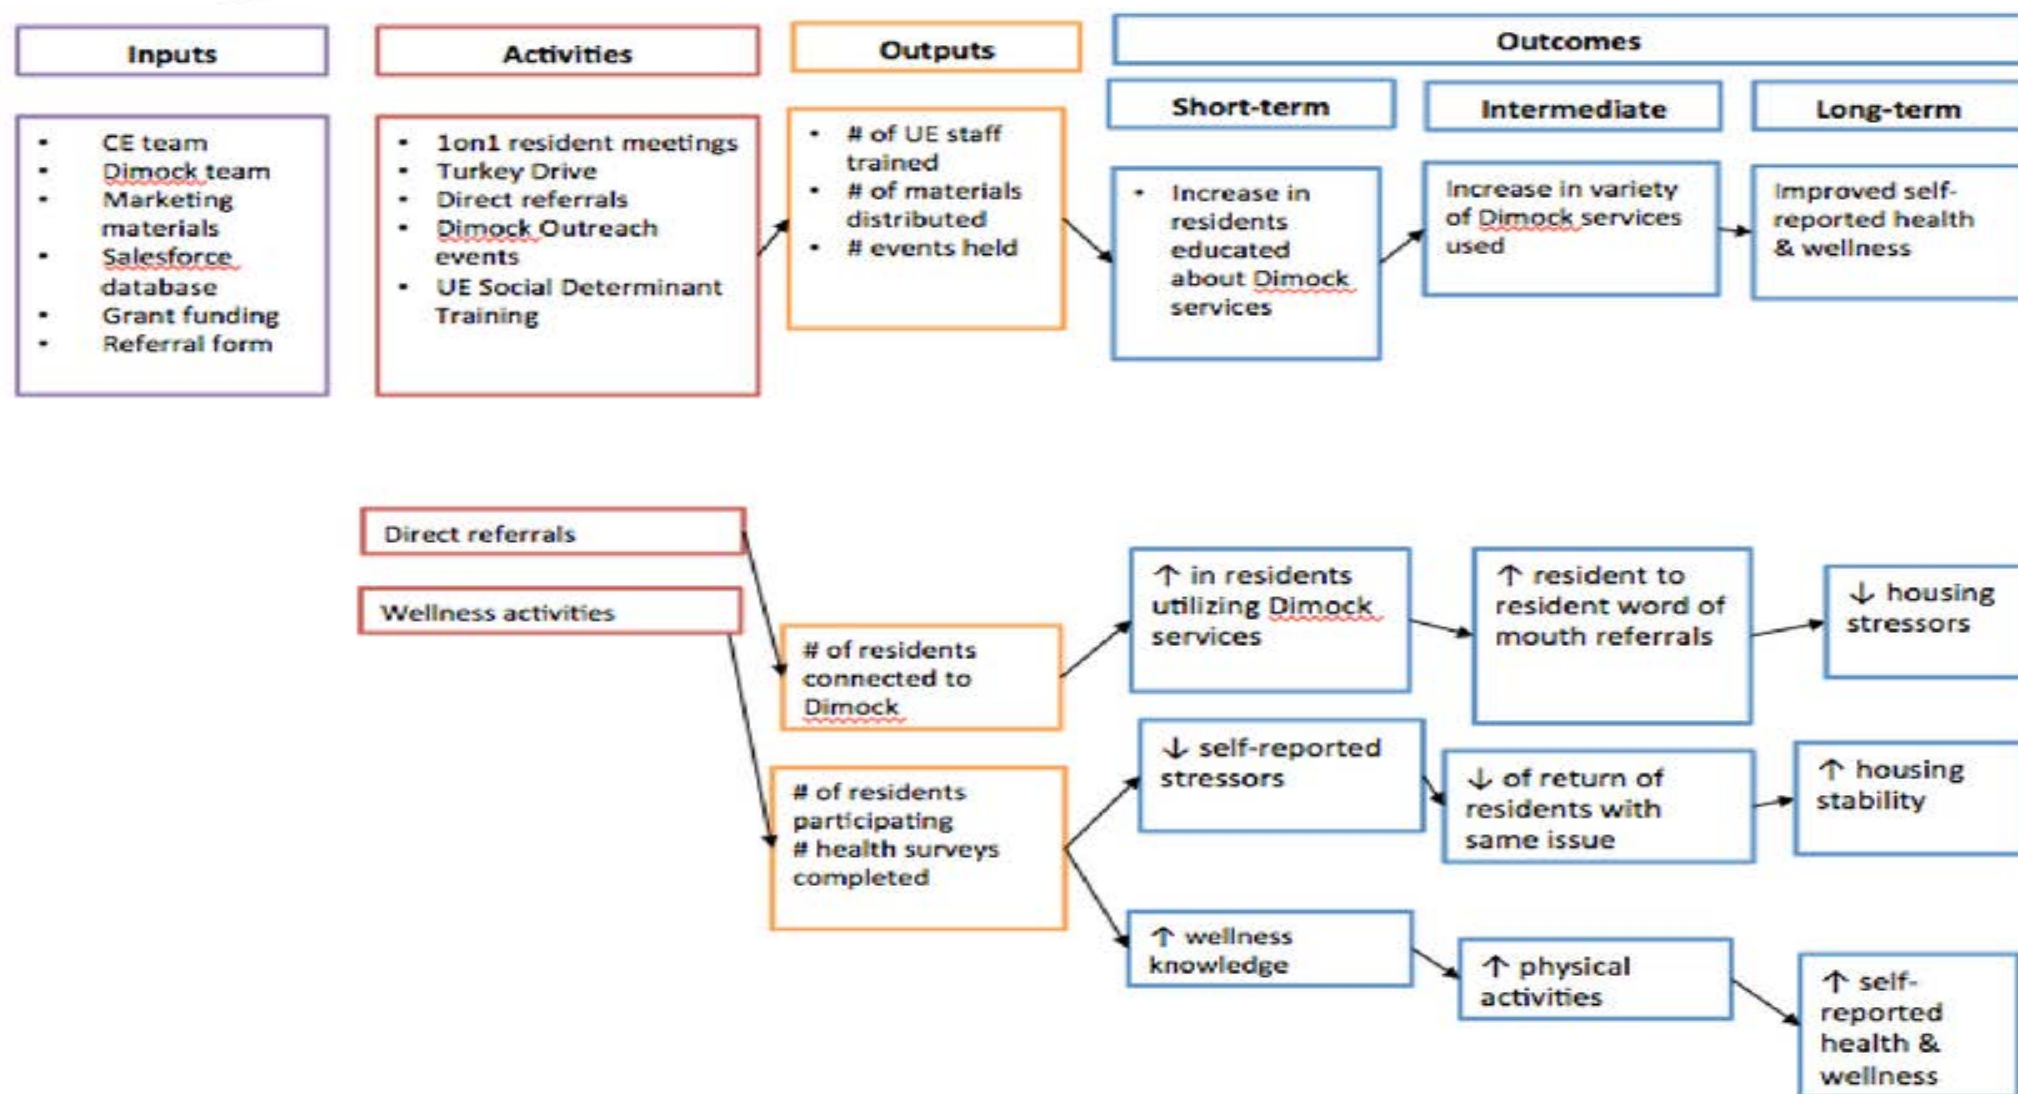 Inputs
Activities
Outputs
Outcomes
Short-term
Intermediate
Long-term
• CE team
• Dimock team
• Marketing
materials
• Salesforce
database
• Grant funding
• Referral form
• 1on1 resident meetings
• Turkey Drive
• Direct referrals
• Dimock Outreach
events
• UE Social Determinant
Training
• # of UE staff
trained
• # of materials
distributed
• # events held
• Increase in
residents
educated
about Dimock
services
Increase in variety
of Dimock services
used
Improved self-
reported health
& wellness
Direct referrals
Wellness activities
# of residents
connected to
Dimock
# of residents
participating
# health surveys
completed
↑ in residents
utilizing Dimock
services
↑ resident to
resident word of
mouth referrals
↓ housing
stressors
↓ self-reported
stressors
↓ of return of
residents with
same issue
↑ housing
stability
↑ wellness
knowledge
↑ physical
activities
↑ self-
reported
health &
wellness